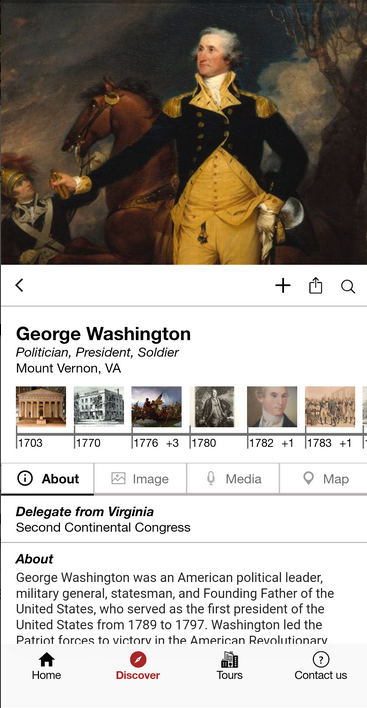 George Washington
Politician, President, Soldier
Mount Vernon, VA
1703 1770 1776 +3 1780 1782 +1 1783 +1
About Image Media Map
Delegate from Virginia
Second Continental Congress
About
George Washington was an American political leader,
military general, statesman, and Founding Father of the
United States, who served as the first president of the
United States from 1789 to 1797. Washington led the
Patriot forces to victory in the American Revolutionary
Home Discover Tours Contact us